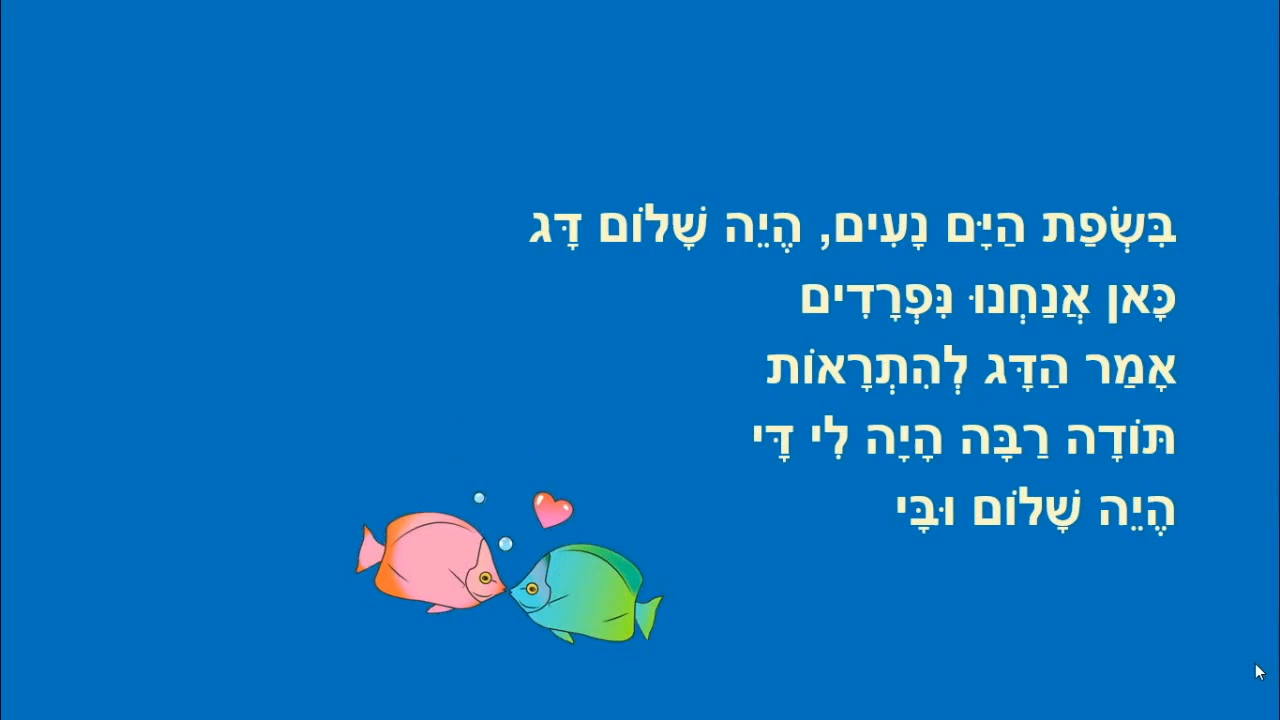 בִּשְׂפַת הַיָּם נָעִים, הֱיֵה שָׁלוֹם דָּג
כָּאן אֲנַחְנוּ נִפְרָדִים
אָמַר הַדָּג לְהִתְרָאוֹת
תּוֹדָה רַבָּה הָיָה לִי דָּי
הֱיֵה שָׁלוֹם וּבָּי